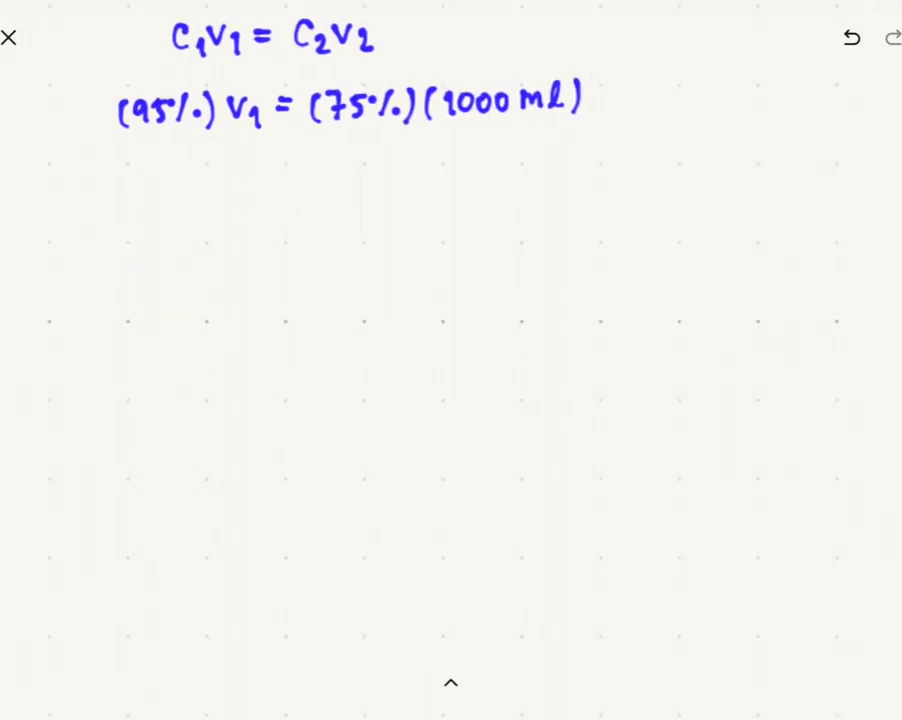 C₁V₁ = C₂V₂
(95%) V₁ = (75%) (1000 ml)